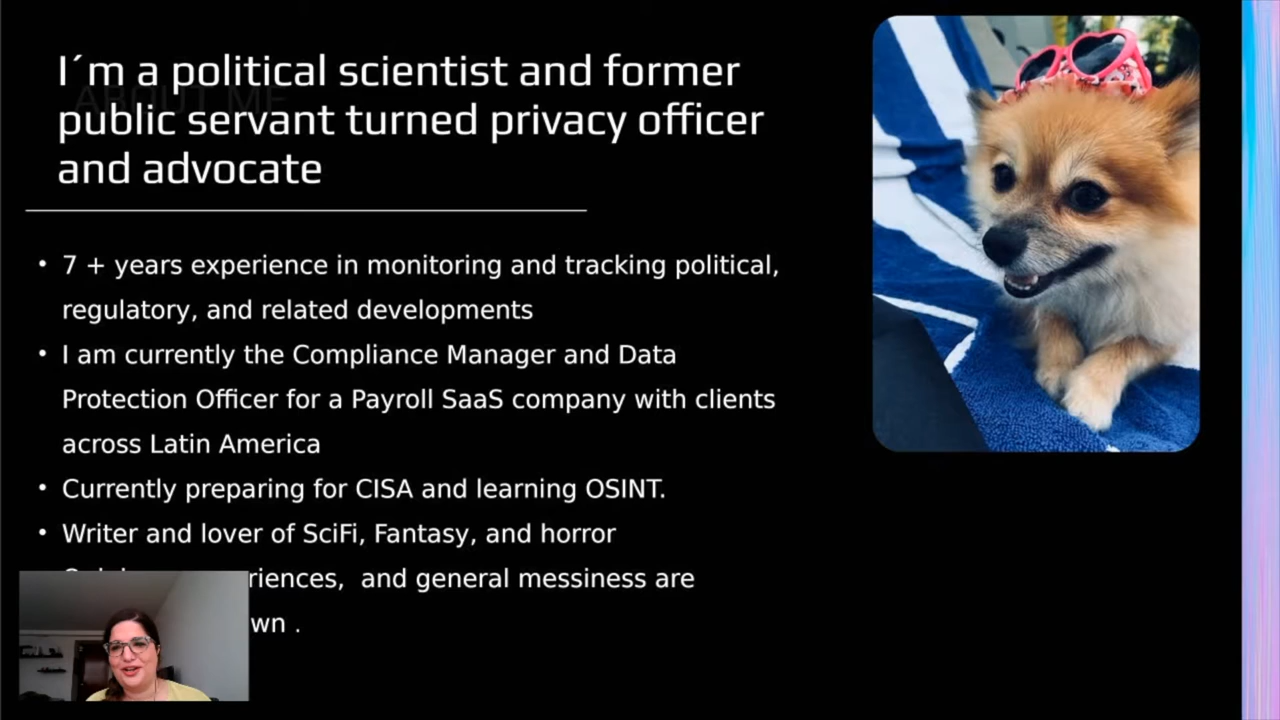 I´m a political scientist and former
public servant turned privacy officer
and advocate
ABOUT ME
• 7 + years experience in monitoring and tracking political,
regulatory, and related developments
• I am currently the Compliance Manager and Data
Protection Officer for a Payroll SaaS company with clients
across Latin America
• Currently preparing for CISA and learning OSINT.
• Writer and lover of SciFi, Fantasy, and horror
• and general messiness are